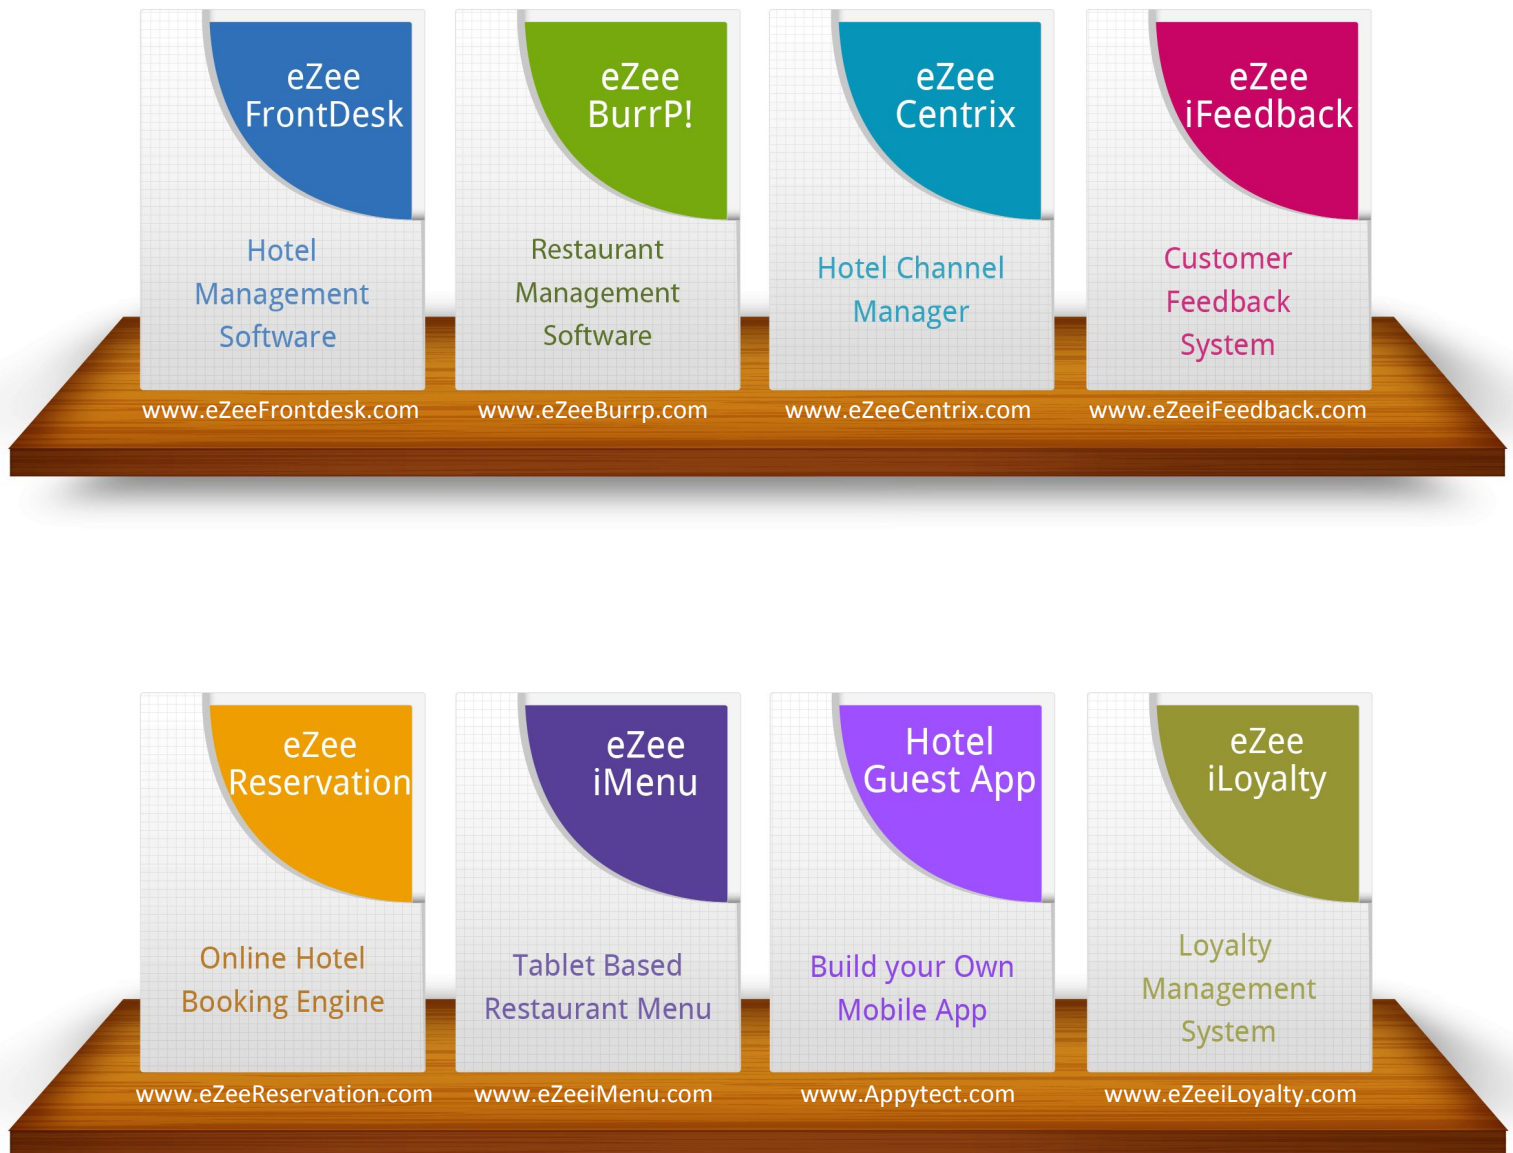 eZee
FrontDesk
Hotel
Management
Software
www.eZeeFrontdesk.com
eZee
BurrP!
Restaurant
Management
Software
www.eZeeBurrp.com
eZee
Centrix
Hotel Channel
Manager
www.eZeeCentrix.com
eZee
iFeedback
Customer
Feedback
System
www.eZeeiFeedback.com
eZee
Reservation
Online Hotel
Booking Engine
www.eZeeReservation.com
eZee
iMenu
Tablet Based
Restaurant Menu
www.eZeeiMenu.com
Hotel
Guest App
Build your Own
Mobile App
www.Appytect.com
eZee
iLoyalty
Loyalty
Management
System
www.eZeeiLoyalty.com